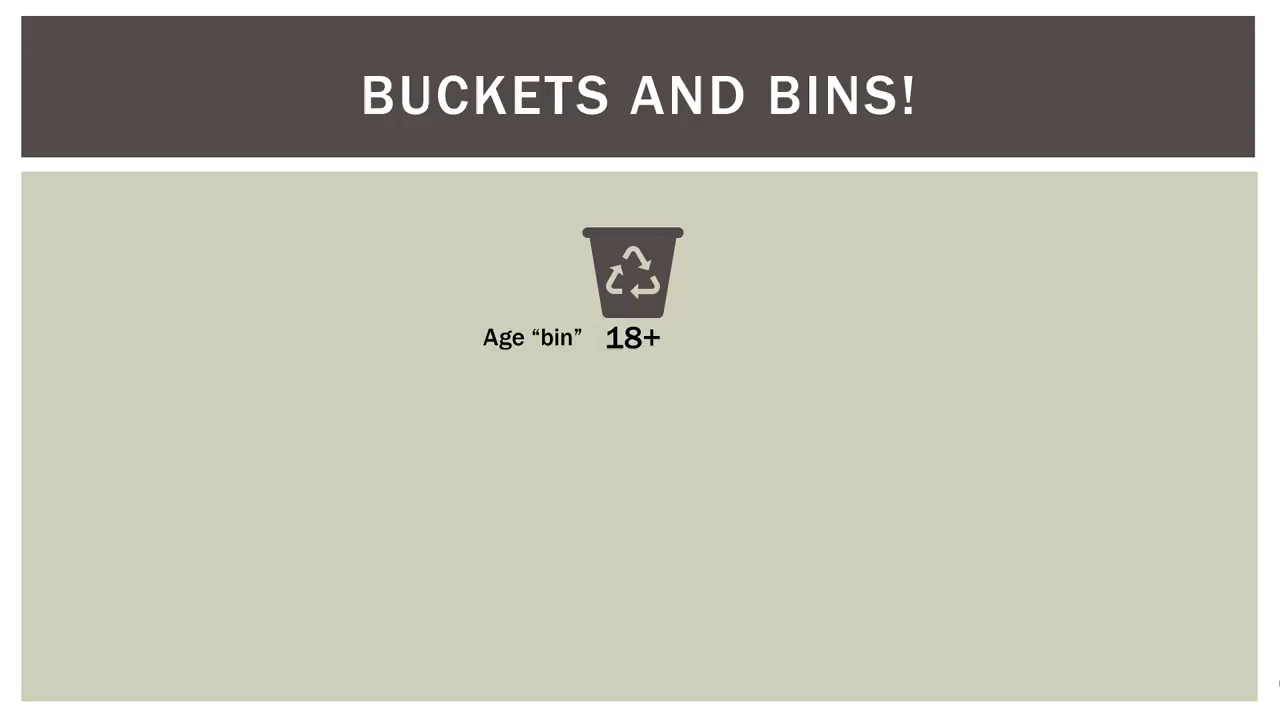 BUCKETS AND BINS!
Age “bin” 18+